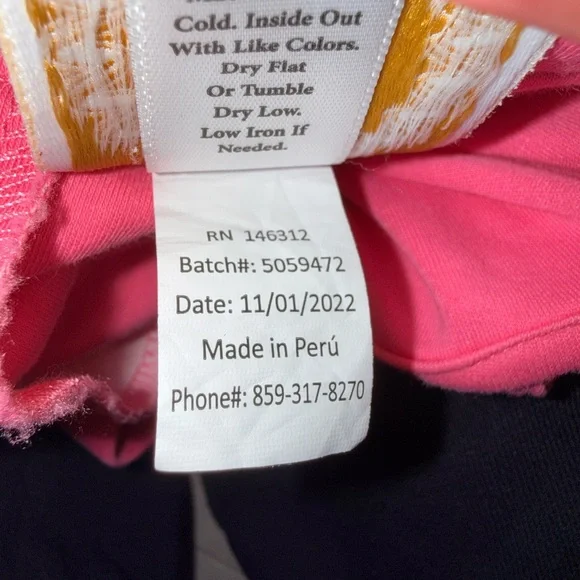 Cold. Inside Out
With Like Colors.
Dry Flat
Or Tumble
Dry Low.
Low Iron If
Needed.
RN 146312
Batch#: 5059472
Date: 11/01/2022
Made in Perú
Phone#: 859-317-8270